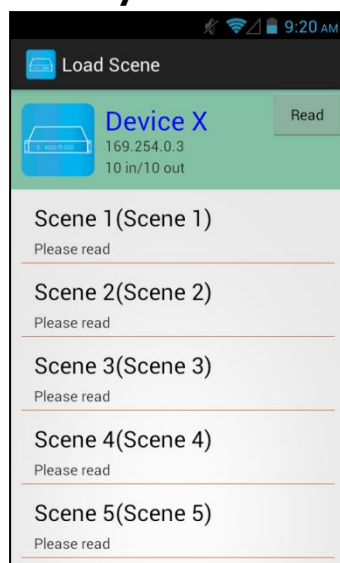 9:20 AM
Load Scene
Device X
Read
169.254.0.3
10 in/10 out
Scene 1(Scene 1)
Please read
Scene 2(Scene 2)
Please read
Scene 3(Scene 3)
Please read
Scene 4(Scene 4)
Please read
Scene 5(Scene 5)
Please read